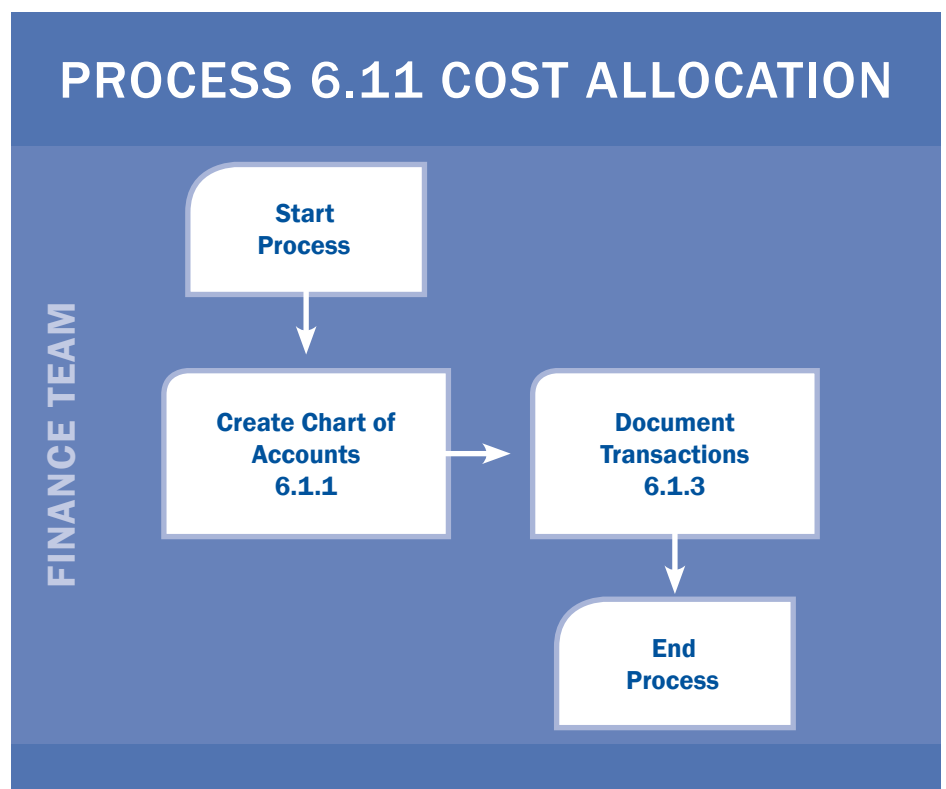 PROCESS 6.11 COST ALLOCATION
FINANCE TEAM
Start
Process
Create Chart of
Accounts
6.1.1
Document
Transactions
6.1.3
End
Process